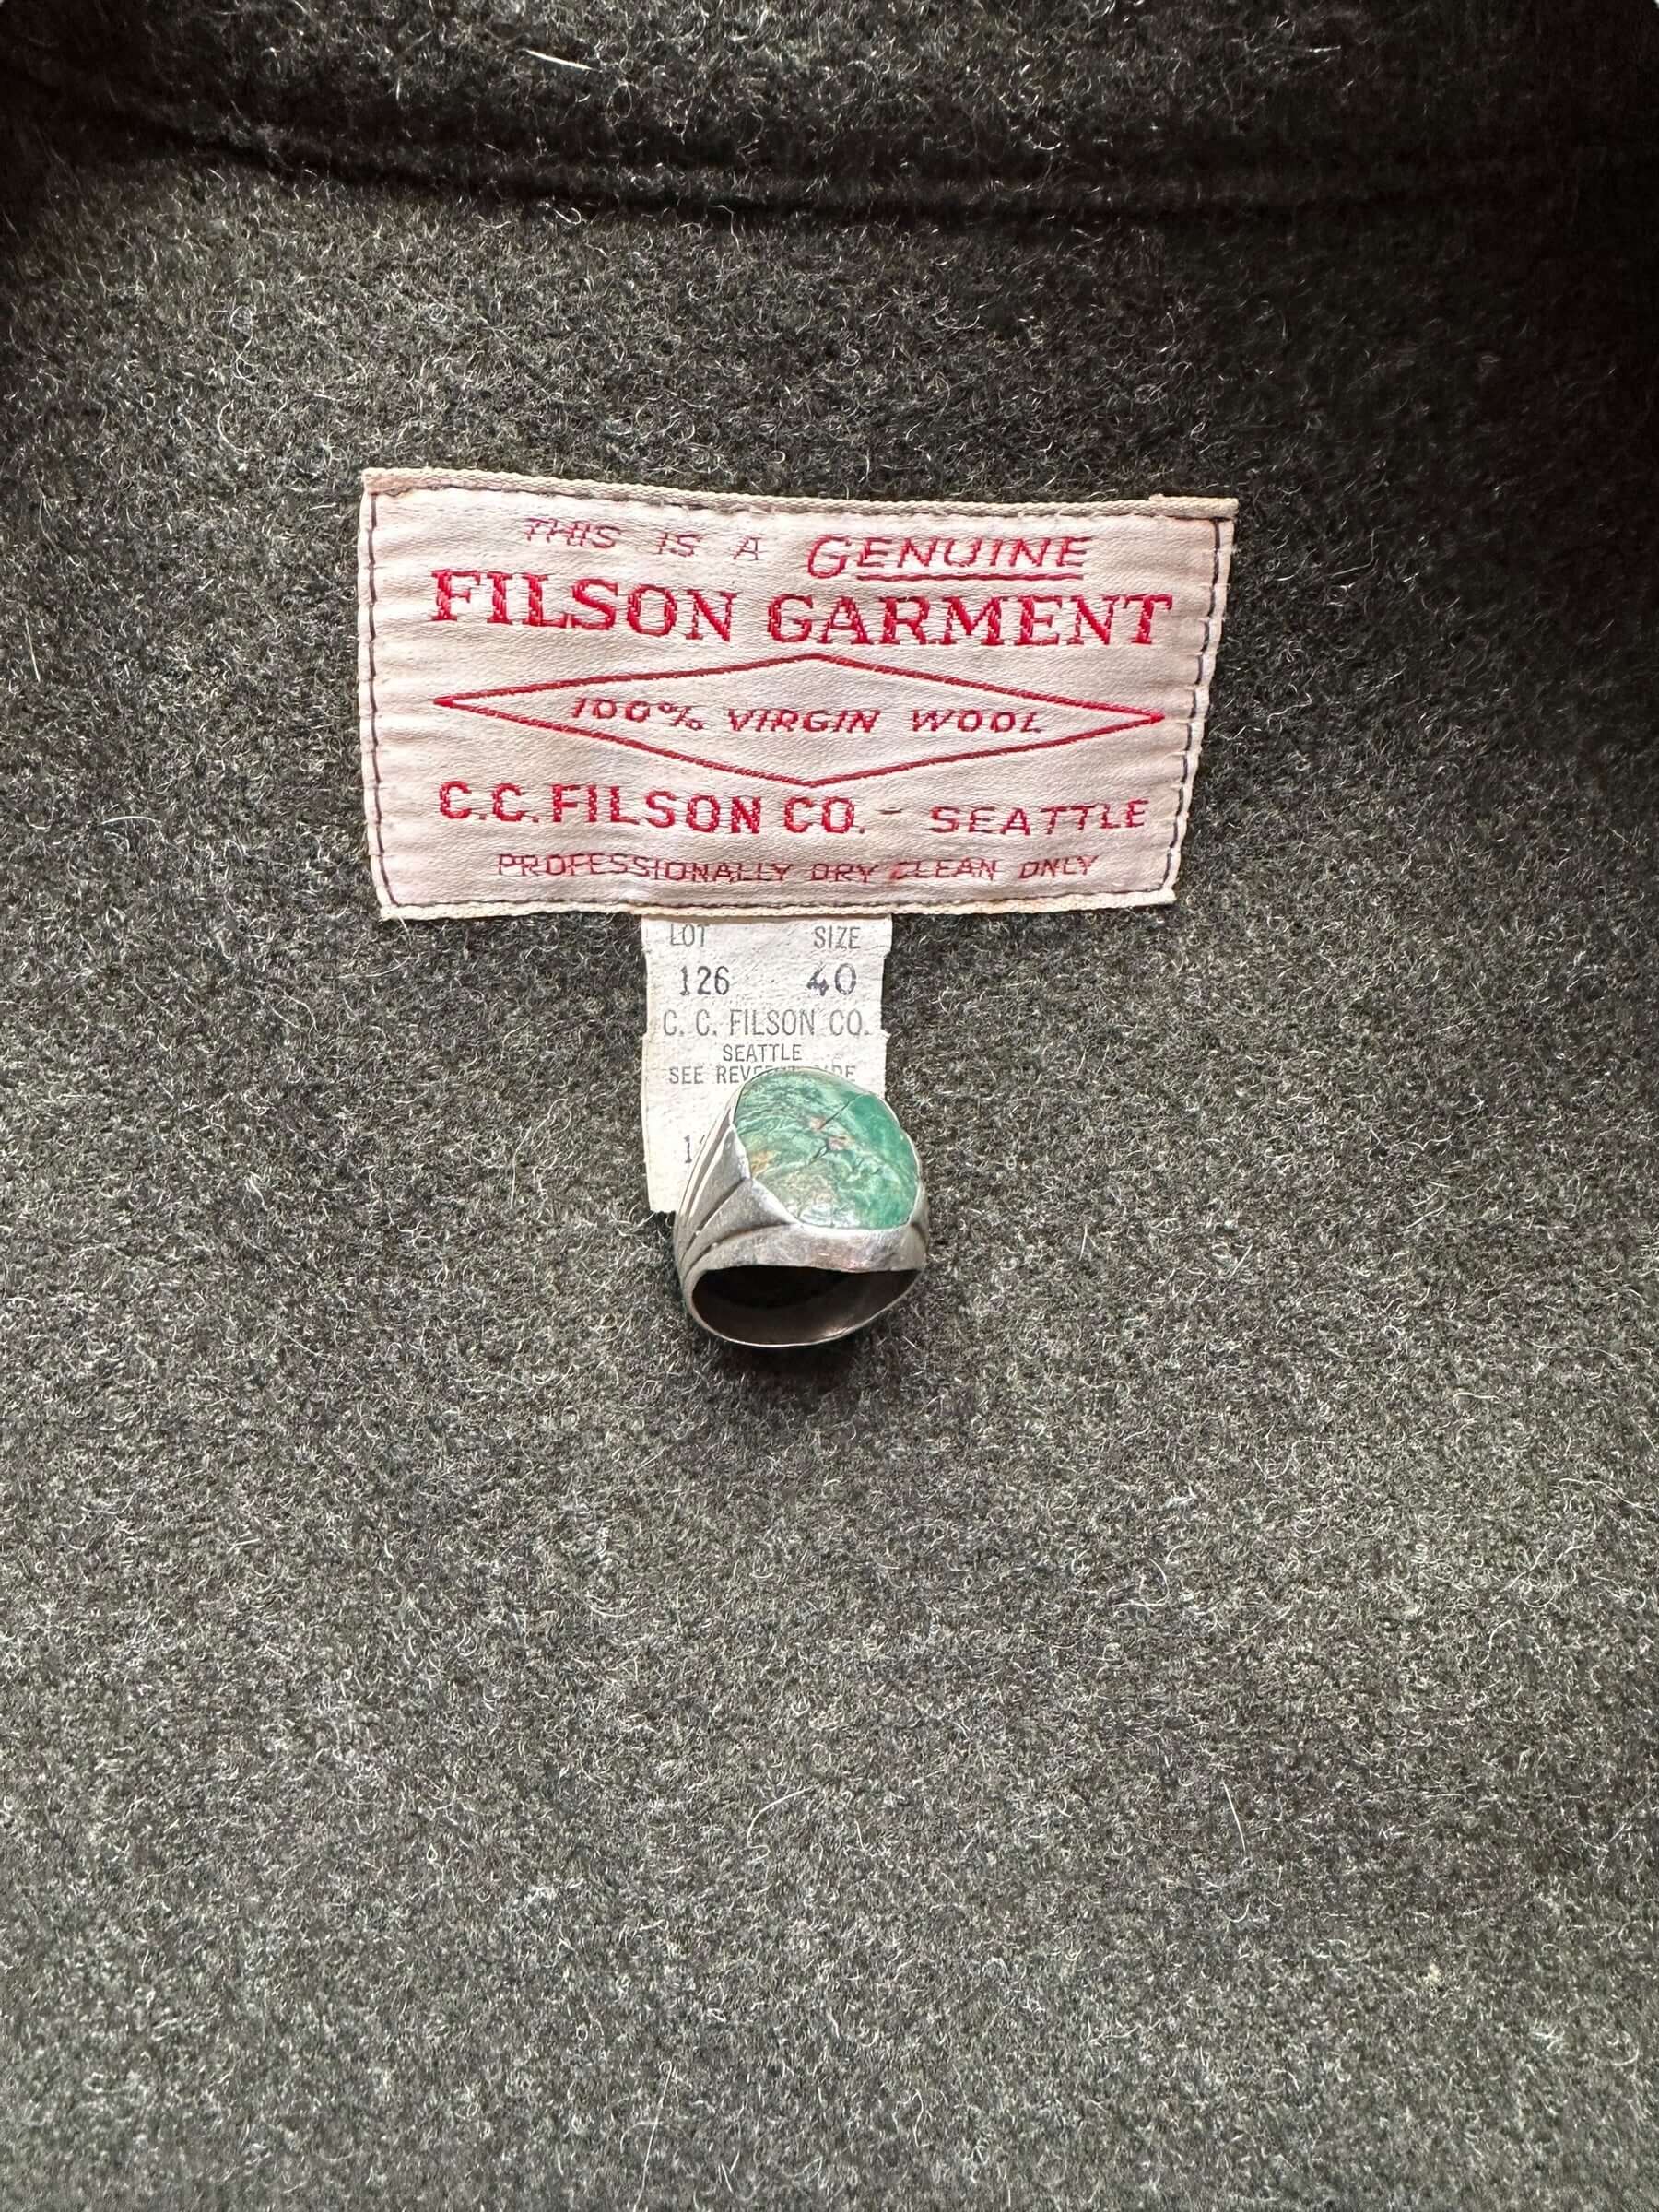 THIS IS A GENUINE
FILSON GARMENT
100% VIRGIN WOOL
C.C. FILSON CO. - SEATTLE
PROFESSIONALLY DRY CLEAN ONLY
LOT SIZE
126 40
C. C. FILSON CO.
SEATTLE
SEE